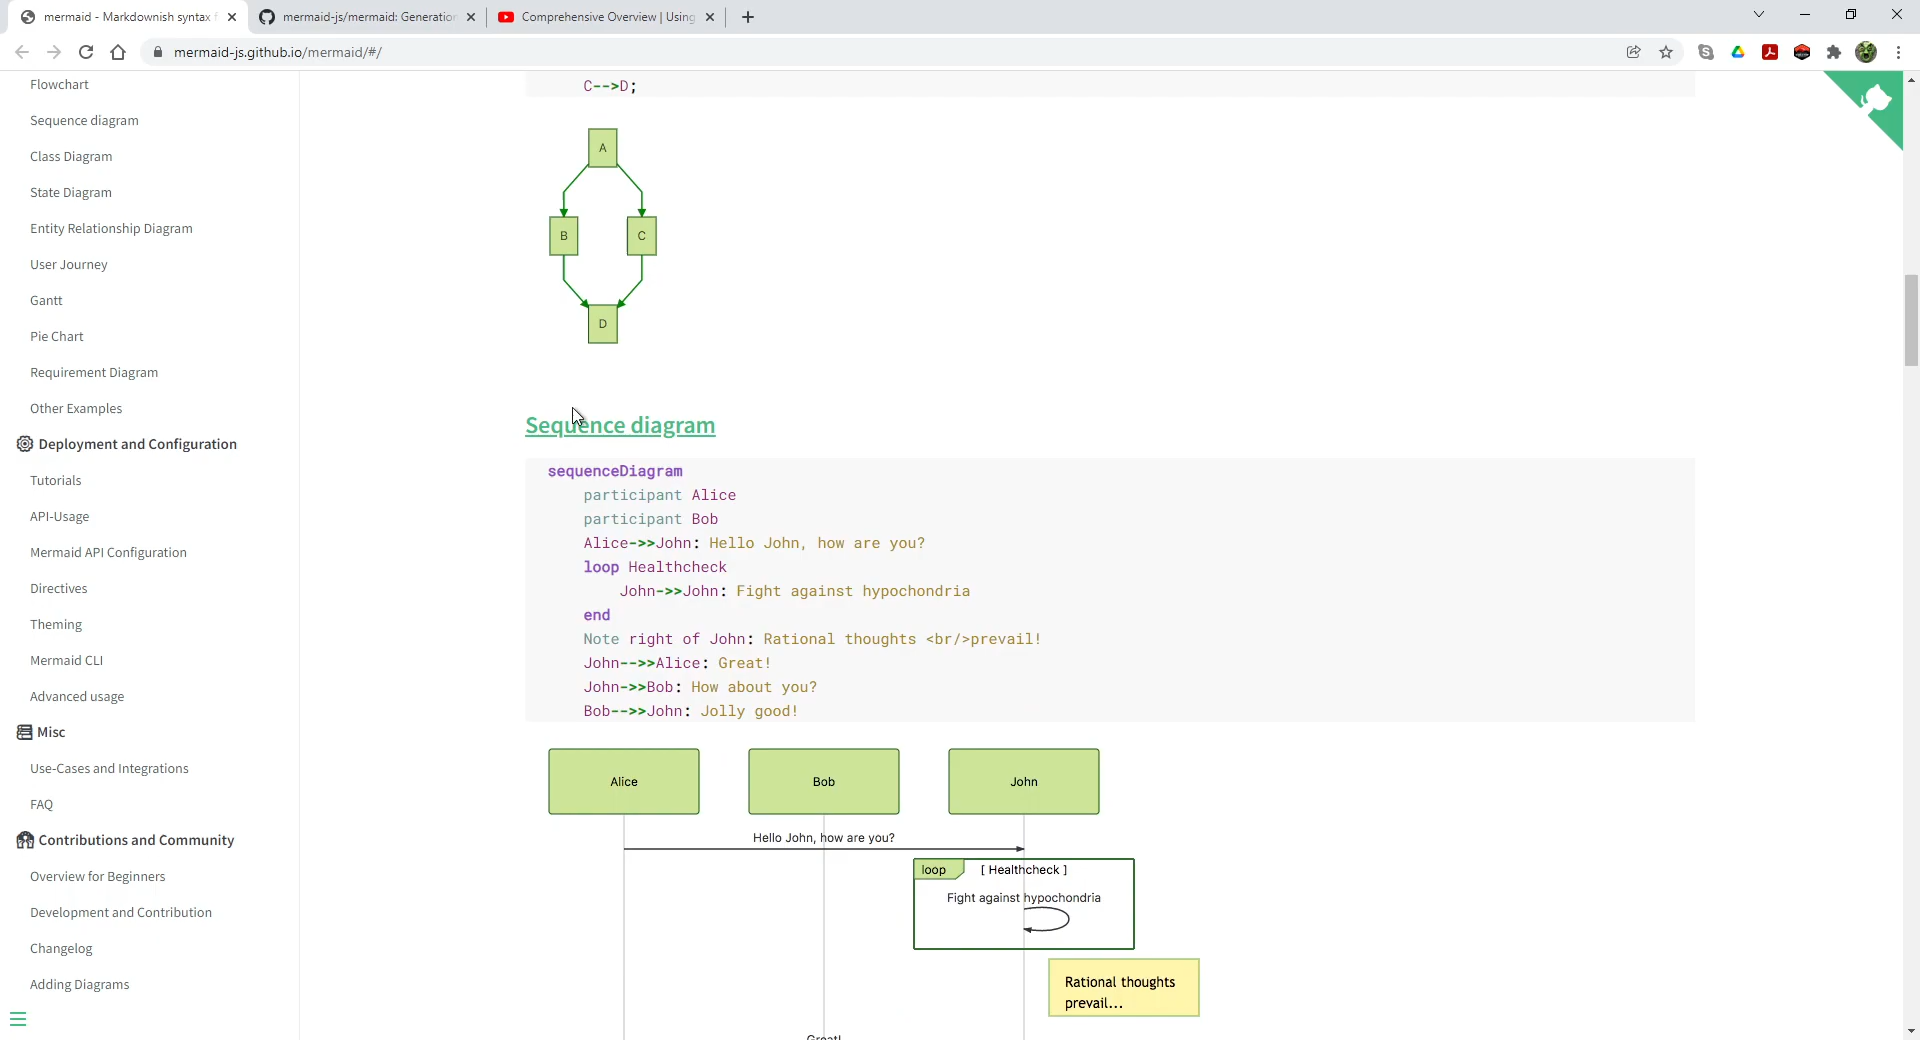 mermaid - Markdownish syntax f
mermaid-js/mermaid: Generation
Comprehensive Overview | Using
mermaid-js.github.io/mermaid/#/
Flowchart
Sequence diagram
Class Diagram
State Diagram
Entity Relationship Diagram
User Journey
Gantt
Pie Chart
Requirement Diagram
Other Examples
Deployment and Configuration
Tutorials
API-Usage
Mermaid API Configuration
Directives
Theming
Mermaid CLI
Advanced usage
Misc
Use-Cases and Integrations
FAQ
Contributions and Community
Overview for Beginners
Development and Contribution
Changelog
Adding Diagrams
C-->D;
A
B C
D
Sequence diagram
sequenceDiagram
participant Alice
participant Bob
Alice->>John: Hello John, how are you?
loop Healthcheck
John->>John: Fight against hypochondria
end
Note right of John: Rational thoughts <br/>prevail!
John-->>Alice: Great!
John->>Bob: How about you?
Bob-->>John: Jolly good!
Alice Bob John
Hello John, how are you?
loop [ Healthcheck ]
Fight against hypochondria
Rational thoughts
prevail...
Great!